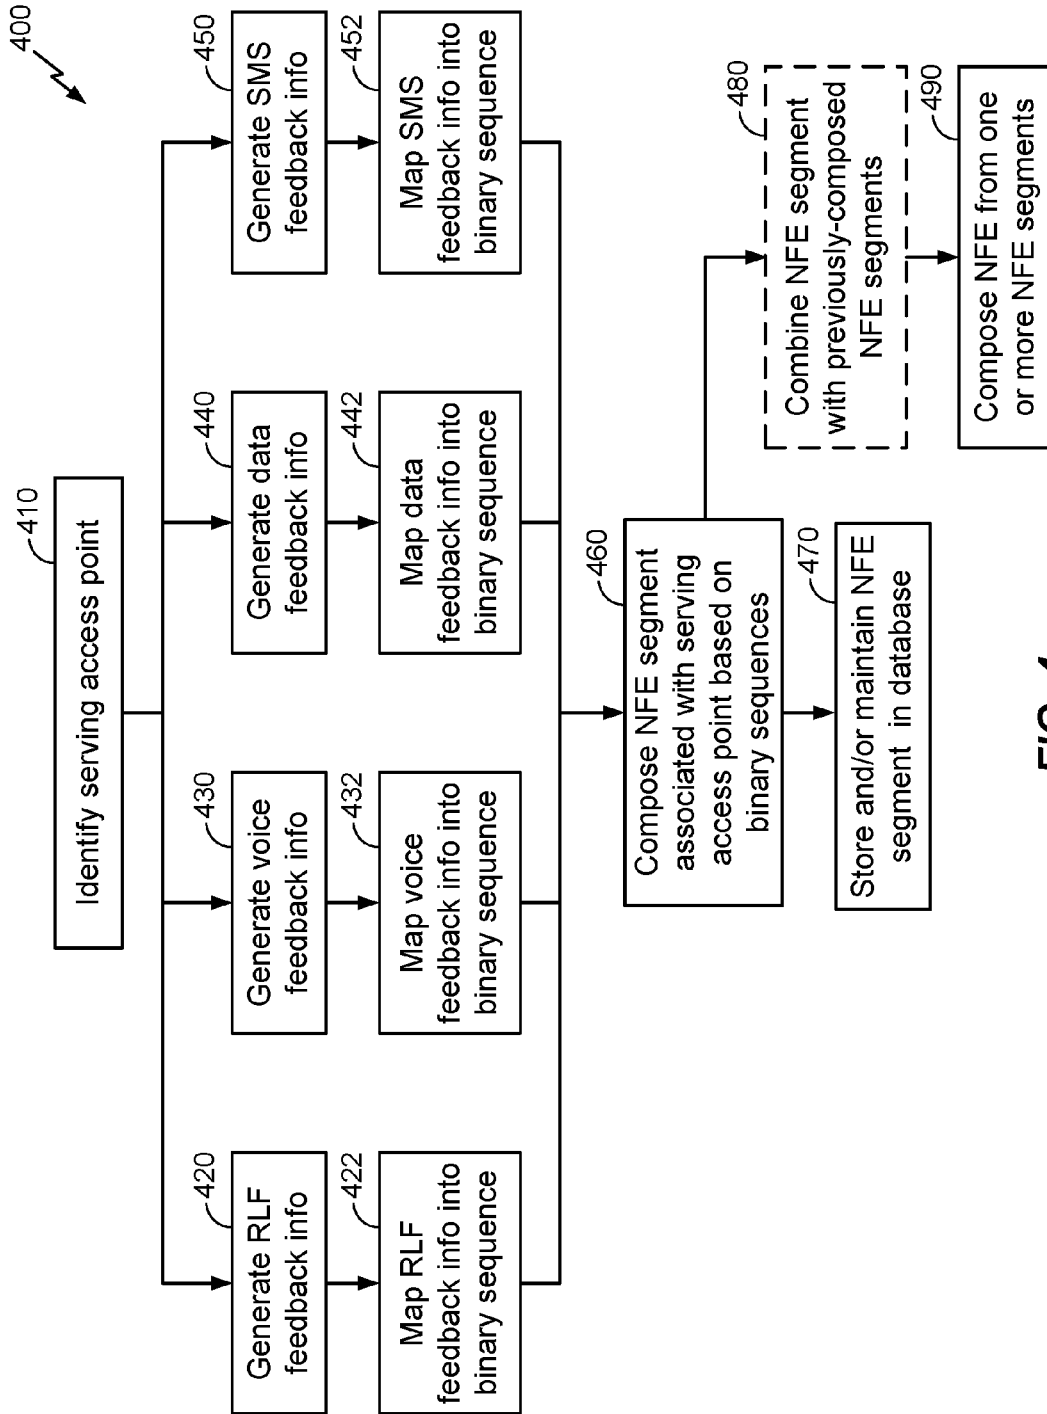 400
410
Identify serving access point
420
Generate RLF
feedback info
430
Generate voice
feedback info
440
Generate data
feedback info
450
Generate SMS
feedback info
422
Map RLF
feedback info into
binary sequence
432
Map voice
feedback info into
binary sequence
442
Map data
feedback info into
binary sequence
452
Map SMS
feedback info into
binary sequence
460
Compose NFE segment
associated with serving
access point based on
binary sequences
470
Store and/or maintain NFE
segment in database
480
Combine NFE segment
with previously-composed
NFE segments
490
Compose NFE from one
or more NFE segments